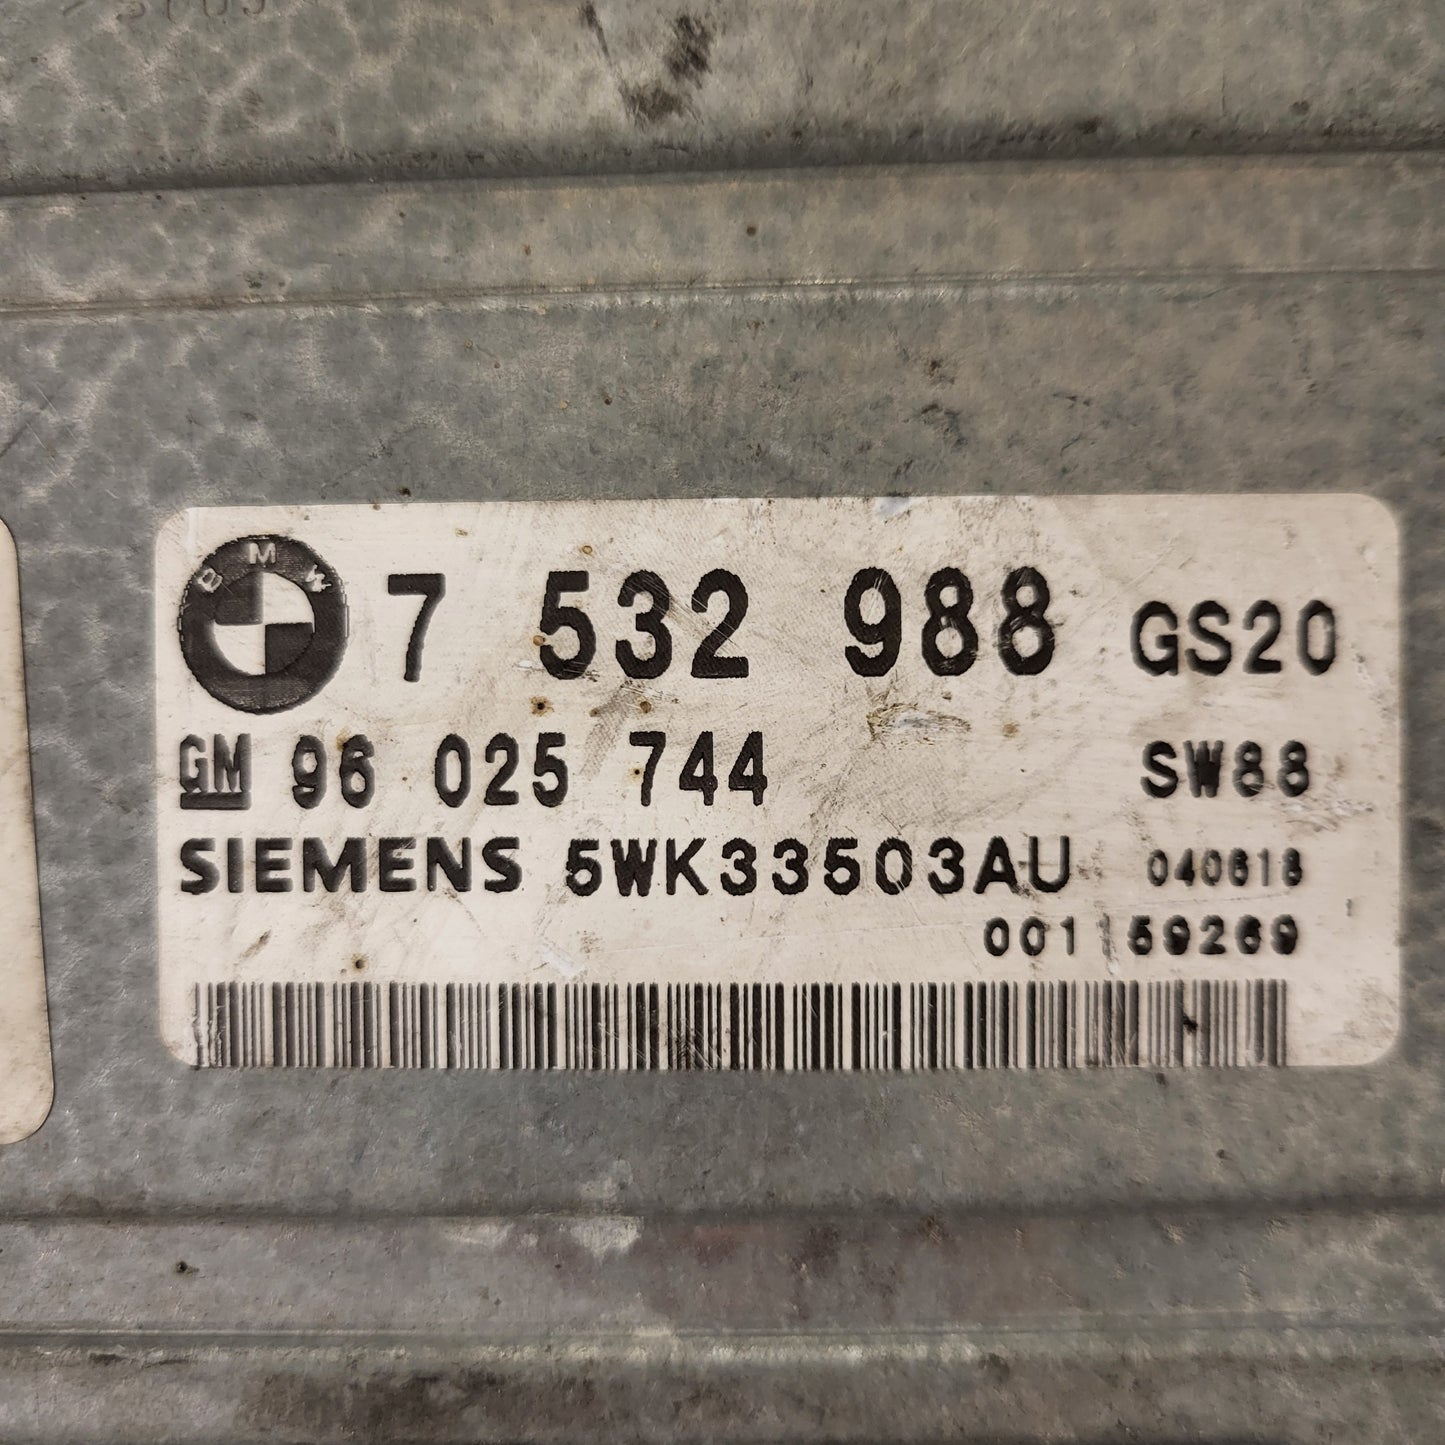 BMW 7 532 988 GS20
GM 96 025 744 SW88
SIEMENS 5WK33503AU 040618
001 59269